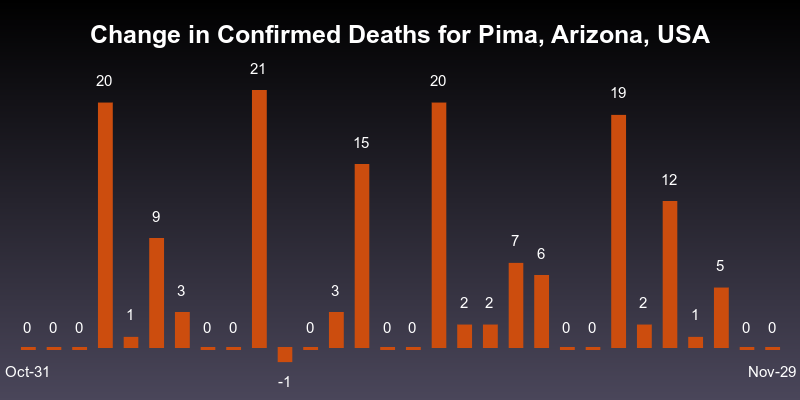 Change in Confirmed Deaths for Pima, Arizona, USA
0 0 0 20 1 9 3 0 0 21 -1 0 3 15 0 0 20 2 2 7 6 0 0 19 2 12 1 5 0 0
Oct-31 Nov-29